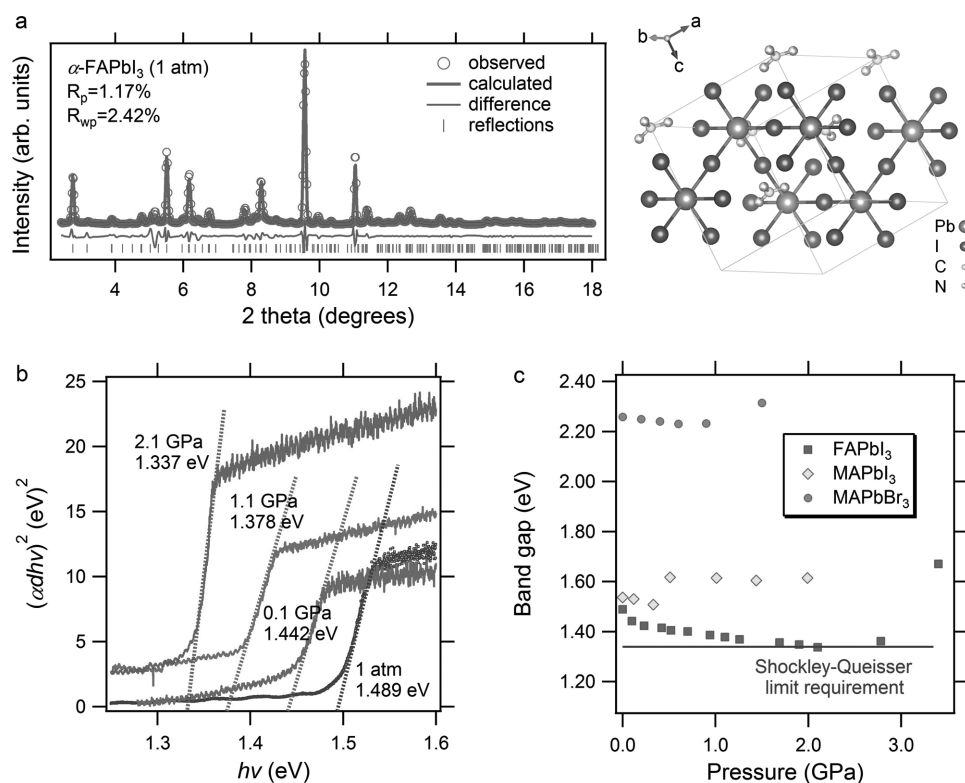 a
α-FAPbI₃ (1 atm)
Rₚ=1.17%
R_wp=2.42%
observed
calculated
difference
reflections
Intensity (arb. units)
4 6 8 10 12 14 16 18
2 theta (degrees)
a
b
c
Pb
I
C
N
b
25
20
15
10
5
0
(αdhν)² (eV)²
2.1 GPa
1.337 eV
1.1 GPa
1.378 eV
0.1 GPa
1.442 eV
1 atm
1.489 eV
1.3 1.4 1.5 1.6
hν (eV)
c
2.40
2.20
2.00
1.80
1.60
1.40
1.20
Band gap (eV)
FAPbI₃
MAPbI₃
MAPbBr₃
Shockley-Queisser
limit requirement
0.0 1.0 2.0 3.0
Pressure (GPa)